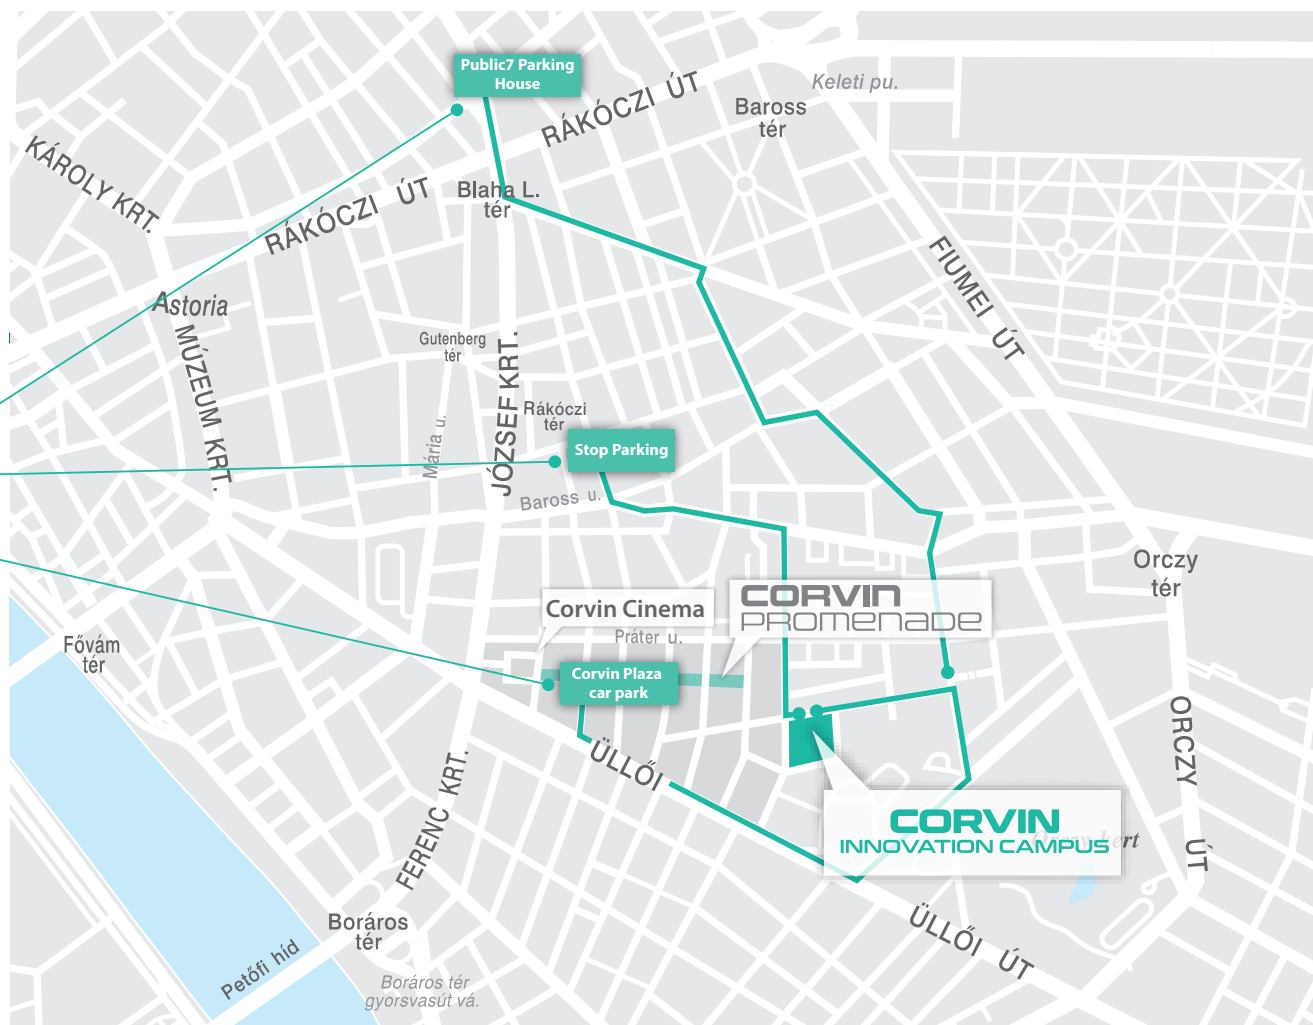 Public7 Parking
House
Keleti pu.
RÁKÓCZI ÚT
Baross
tér
KÁROLY KRT.
Blaha L.
tér
RÁKÓCZI ÚT
FIUMEI ÚT
Astoria
MÚZEUM KRT.
Gutenberg
tér
JÓZSEF KRT.
Rákóczi
tér
Mária u.
Stop Parking
Baross u.
Orczy
tér
CORVIN
PROMENADE
Corvin Cinema
Práter u.
Fővám
tér
Corvin Plaza
car park
ORCZY ÚT
ÜLLŐI
FERENC KRT.
CORVIN
INNOVATION CAMPUS
Orczy kert
ÜLLŐI ÚT
Boráros
tér
Petőfi híd
Boráros tér
gyorsvasút vá.